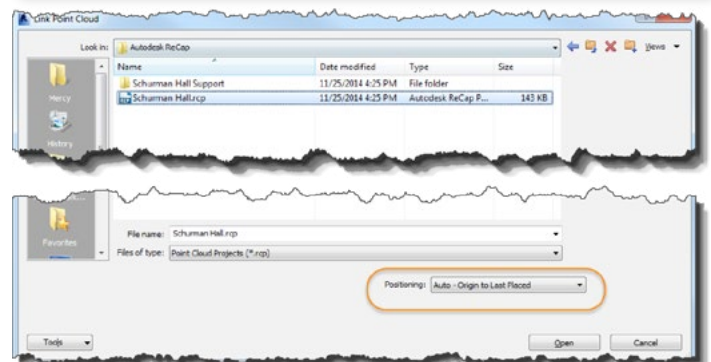 Link Point Cloud
Look in: Autodesk ReCap Views
Name Date modified Type Size
Schurman Hall Support 11/25/2014 4:25 PM File folder
Schurman Hall.rcp 11/25/2014 4:25 PM Autodesk ReCap P... 143 KB
Mercy
History
Favorites
File name: Schurman Hall.rcp
Files of type: Point Cloud Projects (*.rcp)
Positioning: Auto - Origin to Last Placed
Tools Open Cancel